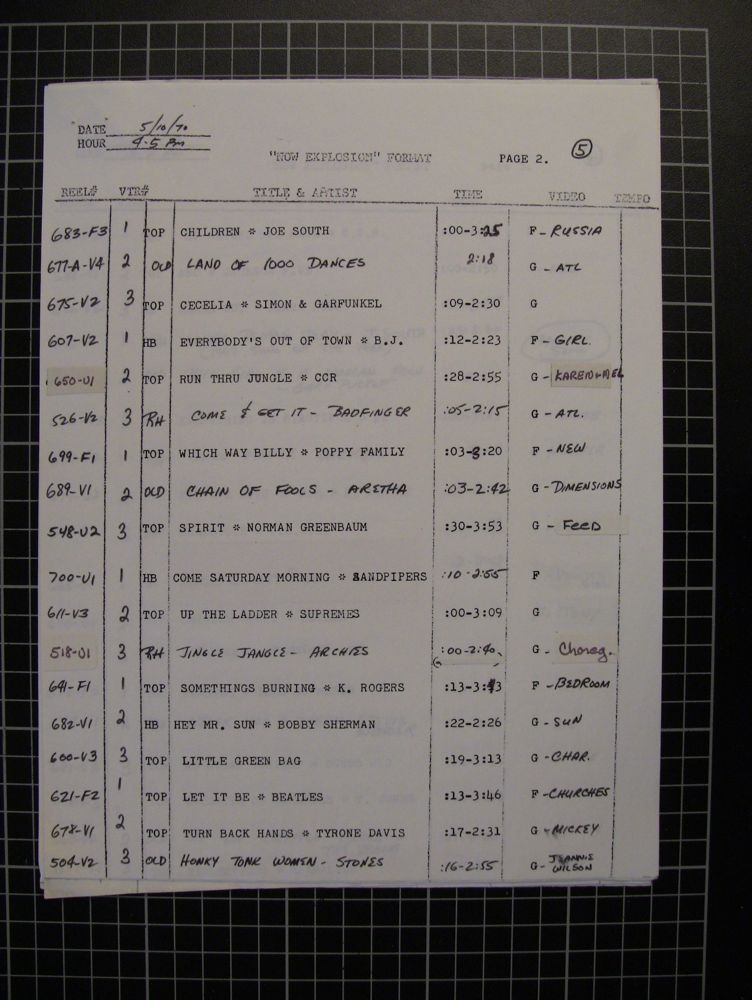 DATE 5/10/70
HOUR 4-5 PM
"NOW EXPLOSION" FORMAT PAGE 2. 5
REEL# VTR# TITLE & ARTIST TIME VIDEO TEMPO
683-F3 1 TOP CHILDREN * JOE SOUTH :00-3:25 F - RUSSIA
677-A-V4 2 OLD LAND OF 1000 DANCES 2:18 G - ATL
675-V2 3 TOP CECELIA * SIMON & GARFUNKEL :09-2:30 G
607-V2 1 HB EVERYBODY'S OUT OF TOWN * B.J. :12-2:23 F - GIRL.
650-U1 2 TOP RUN THRU JUNGLE * CCR :28-2:55 G - KAREN+MEL
526-V2 3 RH COME & GET IT - BADFINGER :05-2:15 G - ATL.
699-F1 1 TOP WHICH WAY BILLY * POPPY FAMILY :03-3:20 F - NEW
689-V1 2 OLD CHAIN OF FOOLS - ARETHA :03-2:42 G - DIMENSIONS
548-U2 3 TOP SPIRIT * NORMAN GREENBAUM :30-3:53 G - FEED
700-U1 1 HB COME SATURDAY MORNING * SANDPIPERS :10-2:55 F
611-V3 2 TOP UP THE LADDER * SUPREMES :00-3:09 G
518-U1 3 RH JINGLE JANGLE - ARCHIES :00-2:40 G - Choreg.
641-F1 1 TOP SOMETHINGS BURNING * K. ROGERS :13-3:43 F - BEDROOM
682-V1 2 HB HEY MR. SUN * BOBBY SHERMAN :22-2:26 G - SUN
600-V3 3 TOP LITTLE GREEN BAG :19-3:13 G - CHAR.
621-F2 1 TOP LET IT BE * BEATLES :13-3:46 F - CHURCHES
678-V1 2 TOP TURN BACK HANDS * TYRONE DAVIS :17-2:31 G - MICKEY
504-V2 3 OLD HONKY TONK WOMEN - STONES :16-2:55 G - JEANNIE WILSON